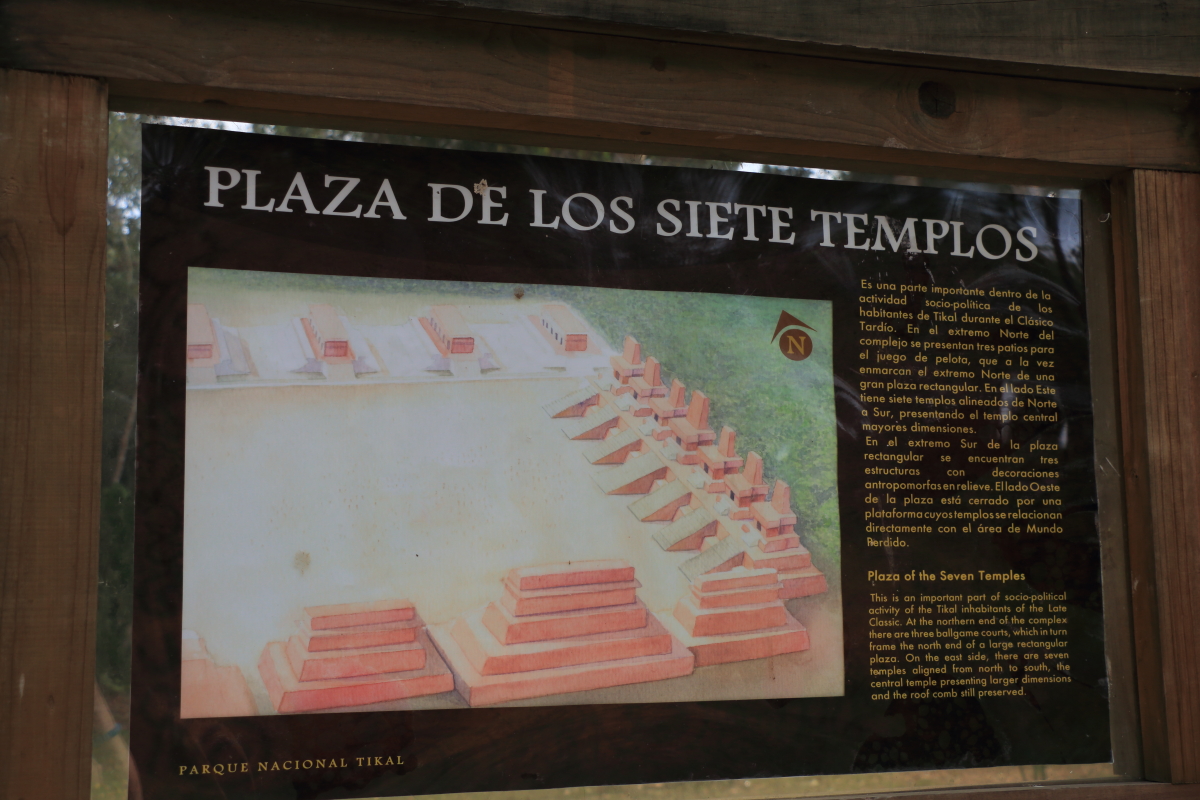 PLAZA DE LOS SIETE TEMPLOS
N
Es una parte importante dentro de la
actividad socio-política de los
habitantes de Tikal durante el Clásico
Tardío. En el extremo Norte del
complejo se presentan tres patios para
el juego de pelota, que a la vez
enmarcan el extremo Norte de una
gran plaza rectangular. En el lado Este
tiene siete templos alineados de Norte
a Sur, presentando el templo central
mayores dimensiones.
En el extremo Sur de la plaza
rectangular se encuentran tres
estructuras con decoraciones
antropomorfas en relieve. El lado Oeste
de la plaza está cerrado por una
plataforma cuyos templos se relacionan
directamente con el área de Mundo
Perdido.
Plaza of the Seven Temples
This is an important part of socio-political
activity of the Tikal inhabitants of the Late
Classic. At the northern end of the complex
there are three ballgame courts, which in turn
frame the north end of a large rectangular
plaza. On the east side, there are seven
temples aligned from north to south, the
central temple presenting larger dimensions
and the roof comb still preserved.
PARQUE NACIONAL TIKAL